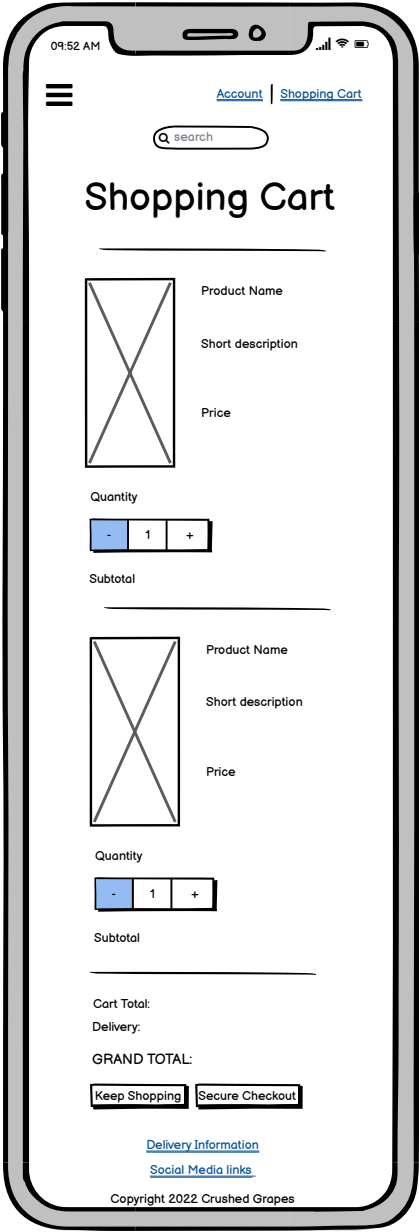 09:52 AM
Account | Shopping Cart
search
Shopping Cart
Product Name
Short description
Price
Quantity
- 1 +
Subtotal
Product Name
Short description
Price
Quantity
- 1 +
Subtotal
Cart Total:
Delivery:
GRAND TOTAL:
Keep Shopping Secure Checkout
Delivery Information
Social Media links
Copyright 2022 Crushed Grapes